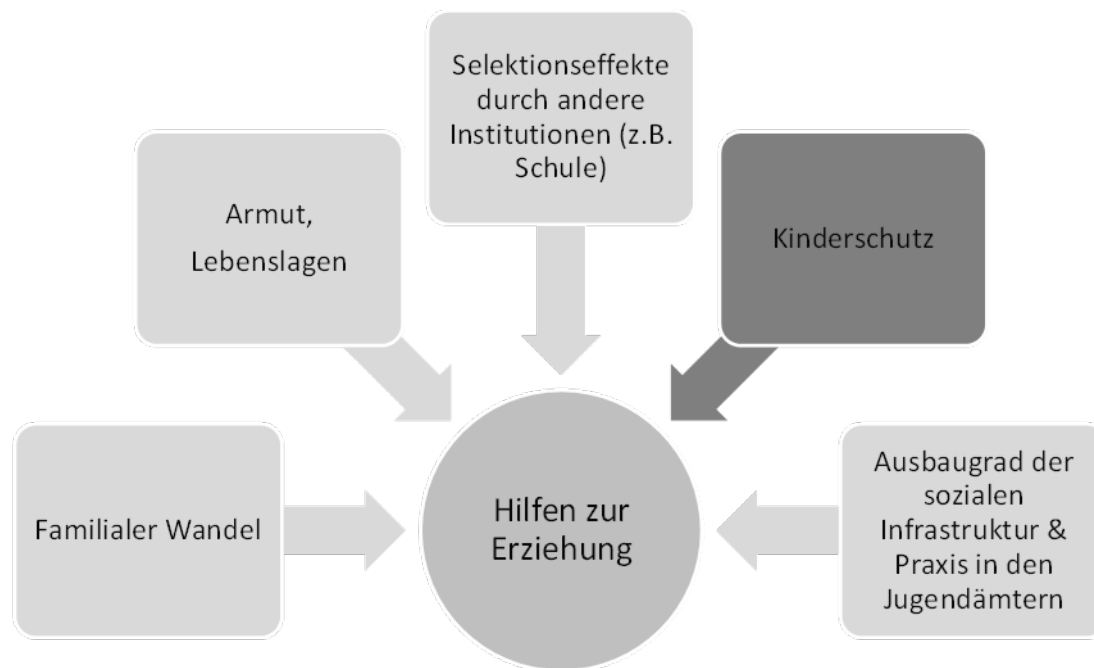 Selektionseffekte
durch andere
Institutionen (z.B.
Schule)
Armut,
Lebenslagen
Kinderschutz
Familialer Wandel
Hilfen zur
Erziehung
Ausbaugrad der
sozialen
Infrastruktur &
Praxis in den
Jugendämtern